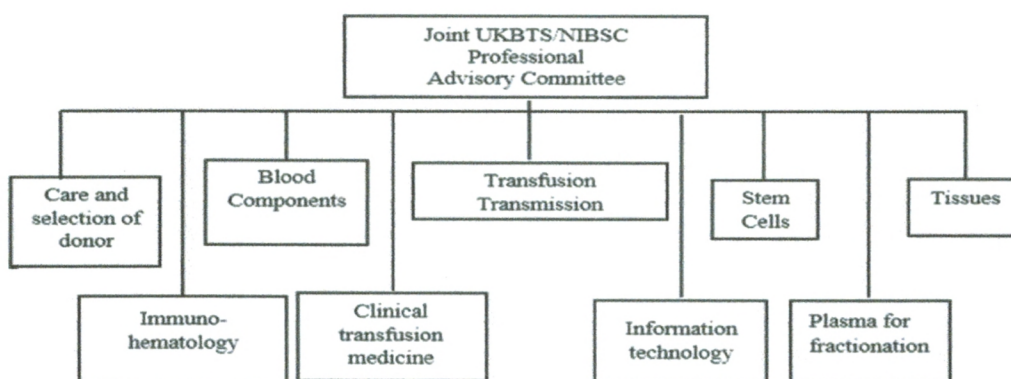 Joint UKBTS/NIBSC
Professional
Advisory Committee
Care and
selection of
donor
Blood
Components
Transfusion
Transmission
Stem
Cells
Tissues
Immuno-
hematology
Clinical
transfusion
medicine
Information
technology
Plasma for
fractionation